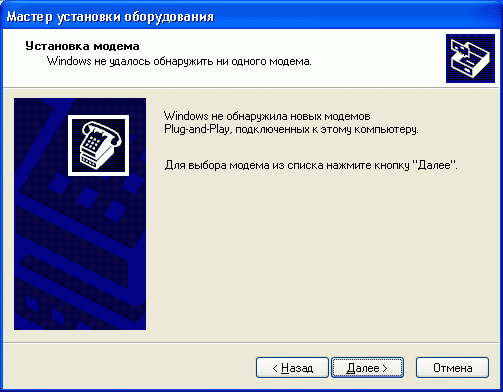 Мастер установки оборудования
Установка модема
Windows не удалось обнаружить ни одного модема.
Windows не обнаружила новых модемов
Plug-and-Play, подключенных к этому компьютеру.
Для выбора модема из списка нажмите кнопку "Далее".
< Назад
Далее >
Отмена